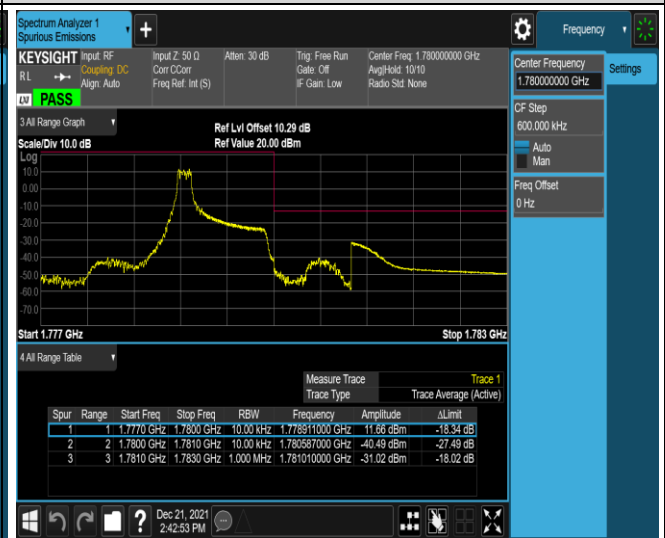 Spectrum Analyzer 1
Spurious Emissions
+
Frequency
KEYSIGHT Input: RF Input Z: 50 Ω Atten: 30 dB Trig: Free Run Center Freq: 1.780000000 GHz
RL Coupling: DC Corr CCorr Gate: Off Avg|Hold: 10/10
Align: Auto Freq Ref: Int (S) IF Gain: Low Radio Std: None
LXI PASS
Center Frequency
1.780000000 GHz
Settings
CF Step
600.000 kHz
Auto
Man
Freq Offset
0 Hz
3 All Range Graph
Ref Lvl Offset 10.29 dB
Scale/Div 10.0 dB Ref Value 20.00 dBm
Log
10.0
0.00
-10.0
-20.0
-30.0
-40.0
-50.0
-60.0
-70.0
Start 1.777 GHz Stop 1.783 GHz
4 All Range Table
Measure Trace Trace 1
Trace Type Trace Average (Active)
Spur Range Start Freq Stop Freq RBW Frequency Amplitude ΔLimit
1 1 1.7770 GHz 1.7800 GHz 10.00 kHz 1.778911000 GHz 11.66 dBm -18.34 dB
2 2 1.7800 GHz 1.7810 GHz 10.00 kHz 1.780587000 GHz -40.49 dBm -27.49 dB
3 3 1.7810 GHz 1.7830 GHz 1.000 MHz 1.781010000 GHz -31.02 dBm -18.02 dB
? Dec 21, 2021
2:42:53 PM